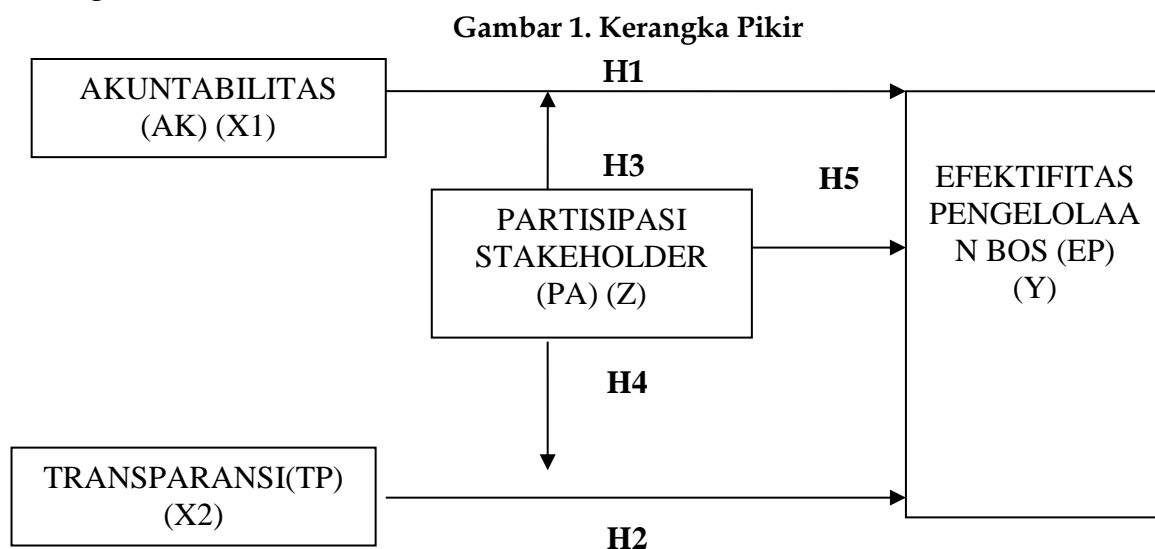 Gambar 1. Kerangka Pikir
H1
AKUNTABILITAS
(AK) (X1)
H3
H5
PARTISIPASI
STAKEHOLDER
(PA) (Z)
EFEKTIFITAS
PENGELOLAA
N BOS (EP)
(Y)
H4
TRANSPARANSI(TP)
(X2)
H2